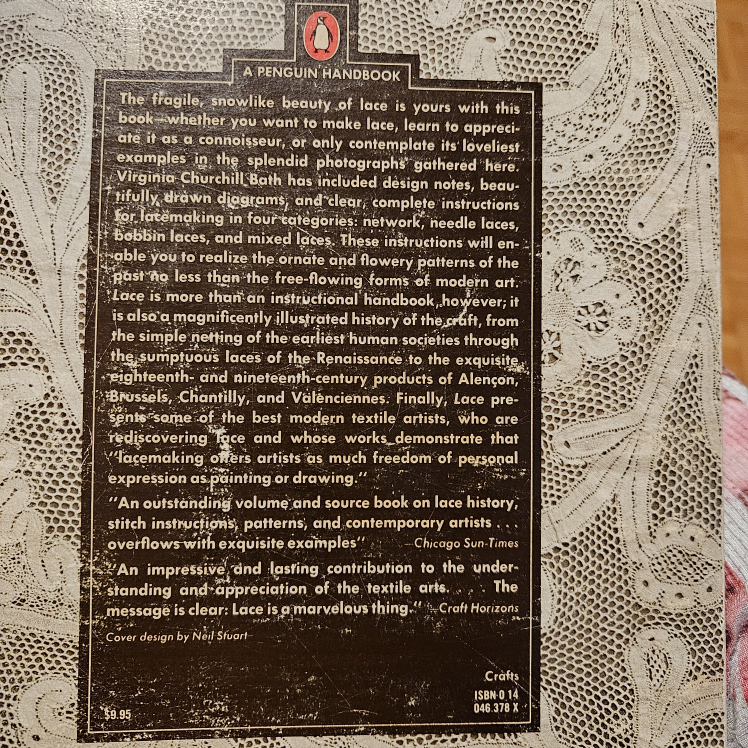 A PENGUIN HANDBOOK
The fragile, snowlike beauty of lace is yours with this
book—whether you want to make lace, learn to appreci-
ate it as a connoisseur, or only contemplate its loveliest
examples in the splendid photographs gathered here.
Virginia Churchill Bath has included design notes, beau-
tifully drawn diagrams, and clear, complete instructions
for lacemaking in four categories: network, needle laces,
bobbin laces, and mixed laces. These instructions will en-
able you to realize the ornate and flowery patterns of the
past no less than the free-flowing forms of modern art.
Lace is more than an instructional handbook, however; it
is also a magnificently illustrated history of the craft, from
the simple netting of the earliest human societies through
the sumptuous laces of the Renaissance to the exquisite
eighteenth- and nineteenth-century products of Alençon,
Brussels, Chantilly, and Valenciennes. Finally, Lace pre-
sents some of the best modern textile artists, who are
rediscovering lace and whose works demonstrate that
"lacemaking offers artists as much freedom of personal
expression as painting or drawing."
"An outstanding volume and source book on lace history,
stitch instructions, patterns, and contemporary artists . . .
overflows with exquisite examples" —Chicago Sun-Times
"An impressive and lasting contribution to the under-
standing and appreciation of the textile arts. . . . The
message is clear: Lace is a marvelous thing." —Craft Horizons
Cover design by Neil Stuart
Crafts
ISBN 0 14
046.378 X
$9.95